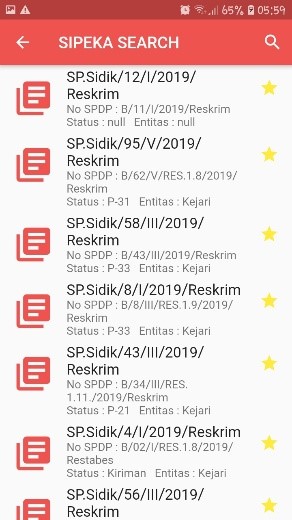 65% 05:59
SIPEKA SEARCH
SP.Sidik/12/I/2019/
Reskrim
No SPDP : B/11/I/2019/Reskrim
Status : null Entitas : null
SP.Sidik/95/V/2019/
Reskrim
No SPDP : B/62/V/RES.1.8/2019/
Reskrim
Status : P-31 Entitas : Kejari
SP.Sidik/58/III/2019/
Reskrim
No SPDP : B/43/III/2019/Reskrim
Status : P-33 Entitas : Kejari
SP.Sidik/8/I/2019/Reskrim
No SPDP : B/8/III/RES.1.9/2019/
Reskrim
Status : P-33 Entitas : Kejari
SP.Sidik/43/III/2019/
Reskrim
No SPDP : B/34/III/RES.
1.11./2019/Reskrim
Status : P-21 Entitas : Kejari
SP.Sidik/4/I/2019/Reskrim
No SPDP : B/02/I/RES.1.8/2019/
Restabes
Status : Kiriman Entitas : Kejari
SP.Sidik/56/III/2019/
Reskrim